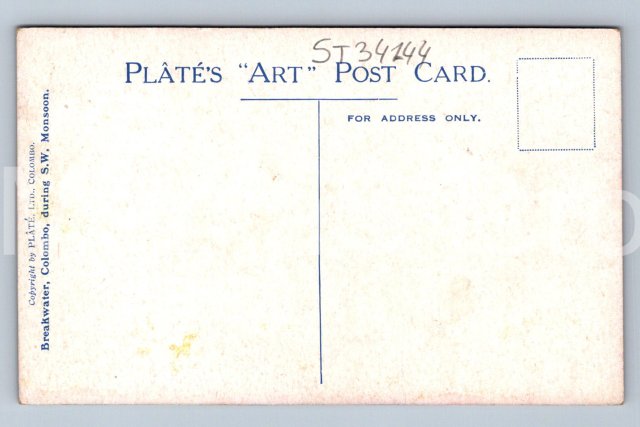 ST34144
PLÂTÉ'S "ART" POST CARD.
FOR ADDRESS ONLY.
Copyright by PLÂTÉ, LTD., COLOMBO.
Breakwater, Colombo, during S.W. Monsoon.